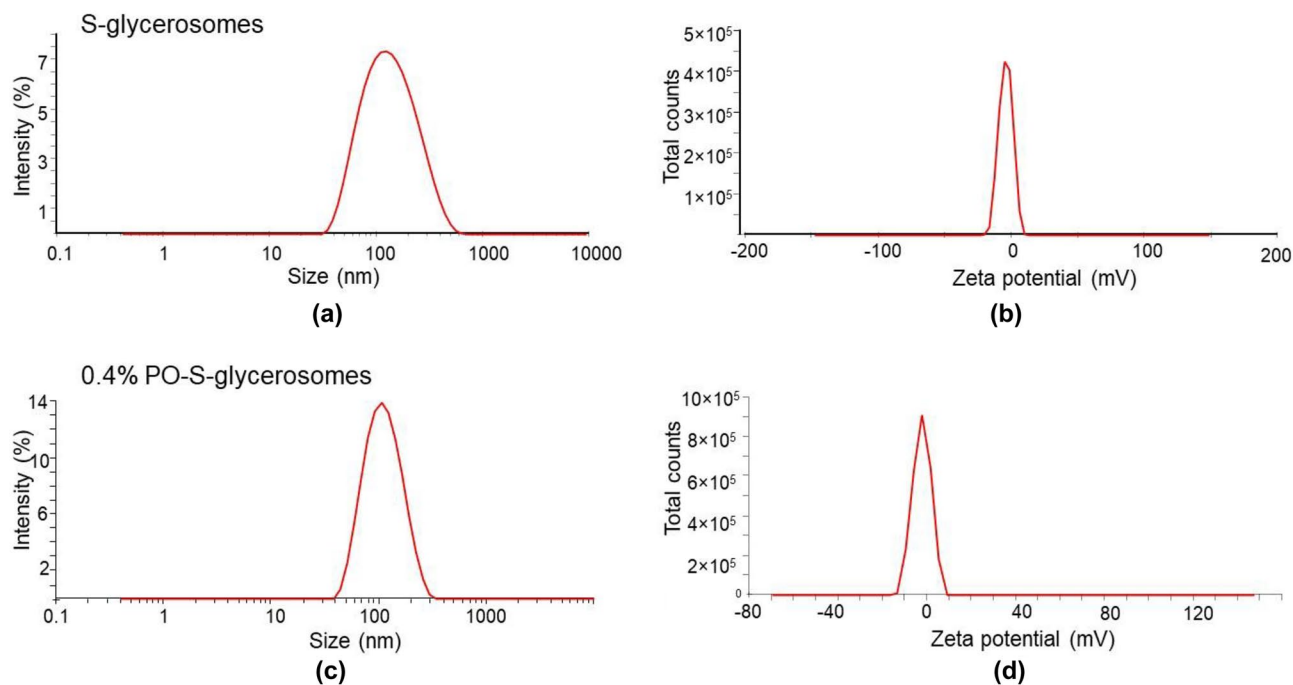 S-glycerosomes
Intensity (%)
7
5
3
1
0.1 1 10 100 1000 10000
Size (nm)
(a)
Total counts
5×10⁵
4×10⁵
3×10⁵
2×10⁵
1×10⁵
-200 -100 0 100 200
Zeta potential (mV)
(b)
0.4% PO-S-glycerosomes
Intensity (%)
14
10
6
2
0.1 1 10 100 1000
Size (nm)
(c)
Total counts
10×10⁵
8×10⁵
6×10⁵
4×10⁵
2×10⁵
0
-80 -40 0 40 80 120
Zeta potential (mV)
(d)